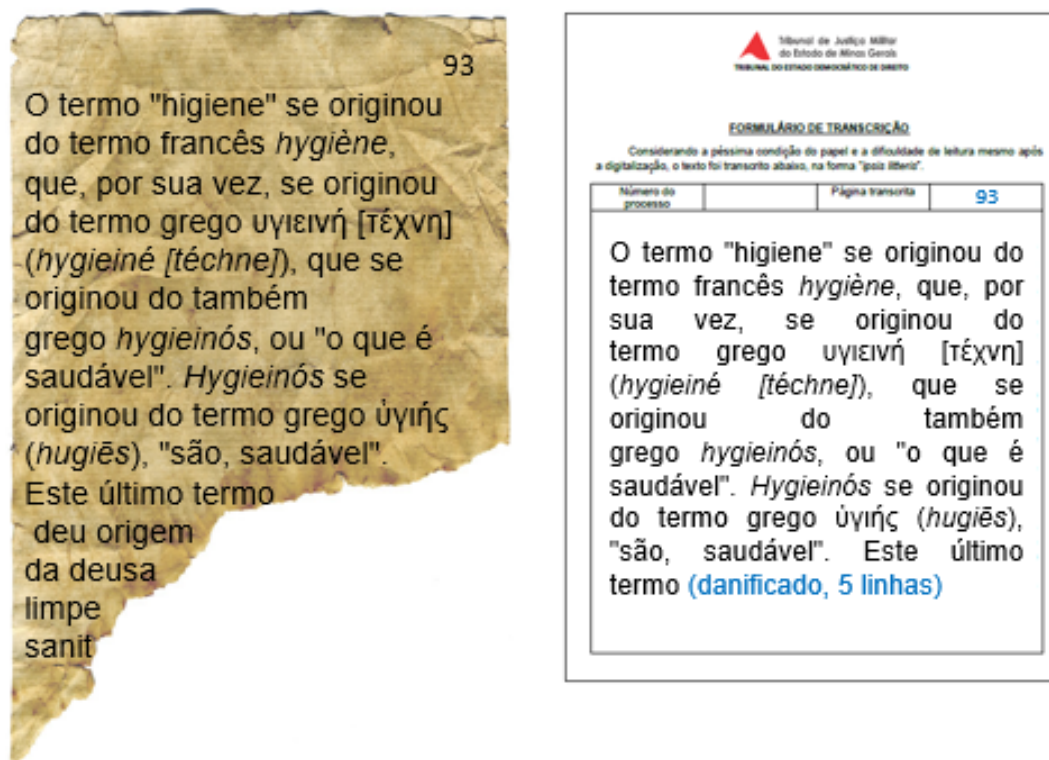 93
O termo "higiene" se originou
do termo francês hygiène,
que, por sua vez, se originou
do termo grego υγιεινή [τέχνη]
(hygieiné [téchne]), que se
originou do também
grego hygieinós, ou "o que é
saudável". Hygieinós se
originou do termo grego ὑγιής
(hugiēs), "são, saudável".
Este último termo
deu origem
da deusa
limpe
sanit
Tribunal de Justiça Militar
do Estado de Minas Gerais
TRIBUNAL DO ESTADO DEMOCRÁTICO DE DIREITO
FORMULÁRIO DE TRANSCRIÇÃO
Considerando a péssima condição do papel e a dificuldade de leitura mesmo após
a digitalização, o texto foi transcrito abaixo, na forma "ipsis litteris".
Número do
processo
Página transcrita
93
O termo "higiene" se originou do
termo francês hygiène, que, por
sua vez, se originou do
termo grego υγιεινή [τέχνη]
(hygieiné [téchne]), que se
originou do também
grego hygieinós, ou "o que é
saudável". Hygieinós se originou
do termo grego ὑγιής (hugiēs),
"são, saudável". Este último
termo (danificado, 5 linhas)